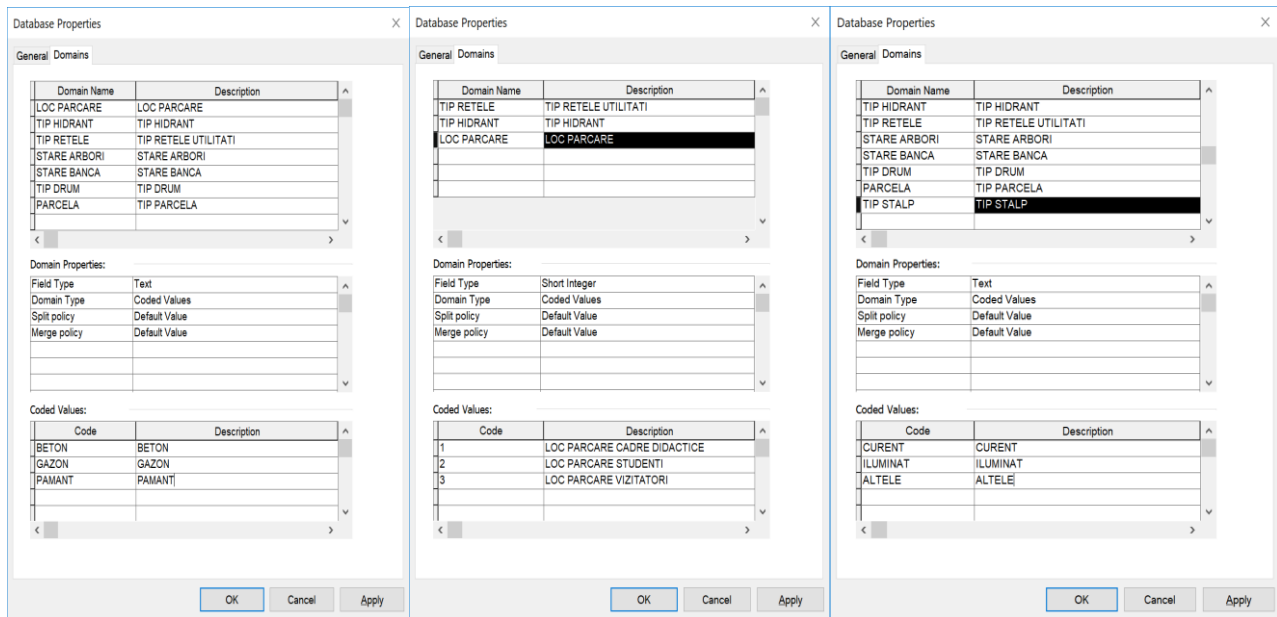 Database Properties
General Domains
Domain Name Description
LOC PARCARE LOC PARCARE
TIP HIDRANT TIP HIDRANT
TIP RETELE TIP RETELE UTILITATI
STARE ARBORI STARE ARBORI
STARE BANCA STARE BANCA
TIP DRUM TIP DRUM
PARCELA TIP PARCELA
Domain Properties:
Field Type Text
Domain Type Coded Values
Split policy Default Value
Merge policy Default Value
Coded Values:
Code Description
BETON BETON
GAZON GAZON
PAMANT PAMANT
OK Cancel Apply
Database Properties
General Domains
Domain Name Description
TIP RETELE TIP RETELE UTILITATI
TIP HIDRANT TIP HIDRANT
LOC PARCARE LOC PARCARE
Domain Properties:
Field Type Short Integer
Domain Type Coded Values
Split policy Default Value
Merge policy Default Value
Coded Values:
Code Description
1 LOC PARCARE CADRE DIDACTICE
2 LOC PARCARE STUDENTI
3 LOC PARCARE VIZITATORI
OK Cancel Apply
Database Properties
General Domains
Domain Name Description
TIP HIDRANT TIP HIDRANT
TIP RETELE TIP RETELE UTILITATI
STARE ARBORI STARE ARBORI
STARE BANCA STARE BANCA
TIP DRUM TIP DRUM
PARCELA TIP PARCELA
TIP STALP TIP STALP
Domain Properties:
Field Type Text
Domain Type Coded Values
Split policy Default Value
Merge policy Default Value
Coded Values:
Code Description
CURENT CURENT
ILUMINAT ILUMINAT
ALTELE ALTELE
OK Cancel Apply